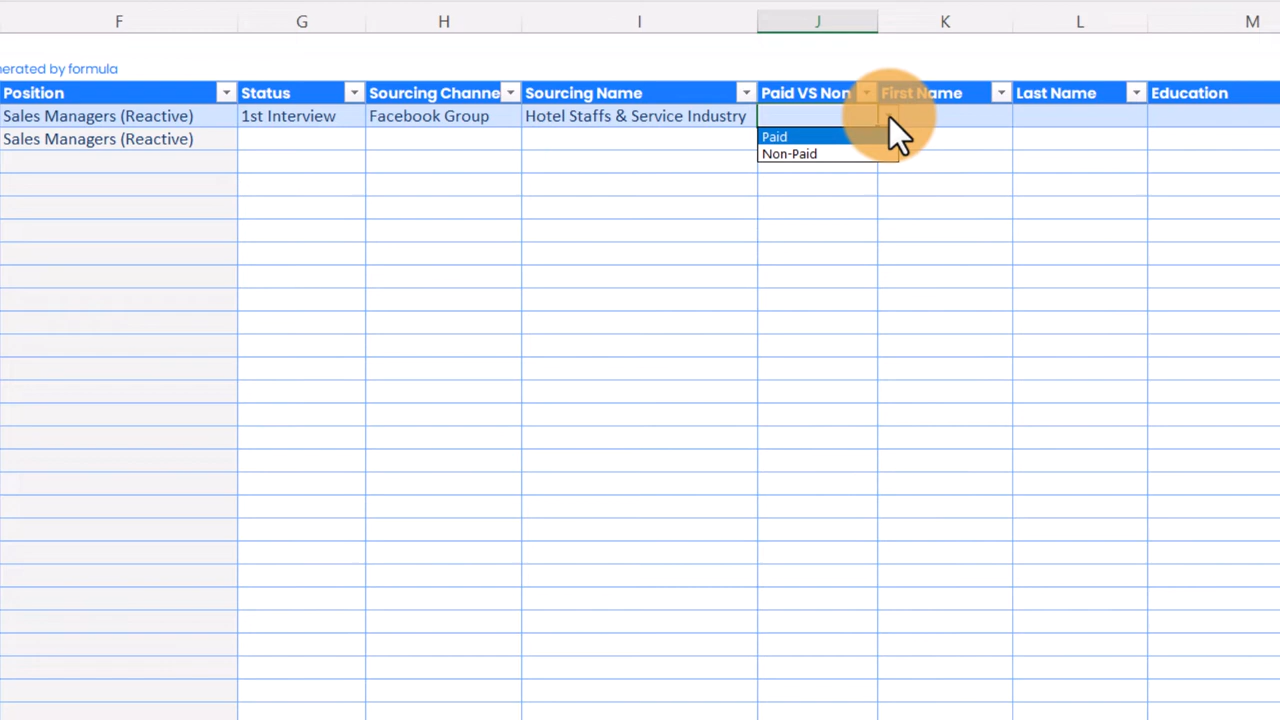 F G H I J K L M
nerated by formula
Position Status Sourcing Channe Sourcing Name Paid VS Non First Name Last Name Education
Sales Managers (Reactive) 1st Interview Facebook Group Hotel Staffs & Service Industry
Paid
Sales Managers (Reactive)
Non-Paid